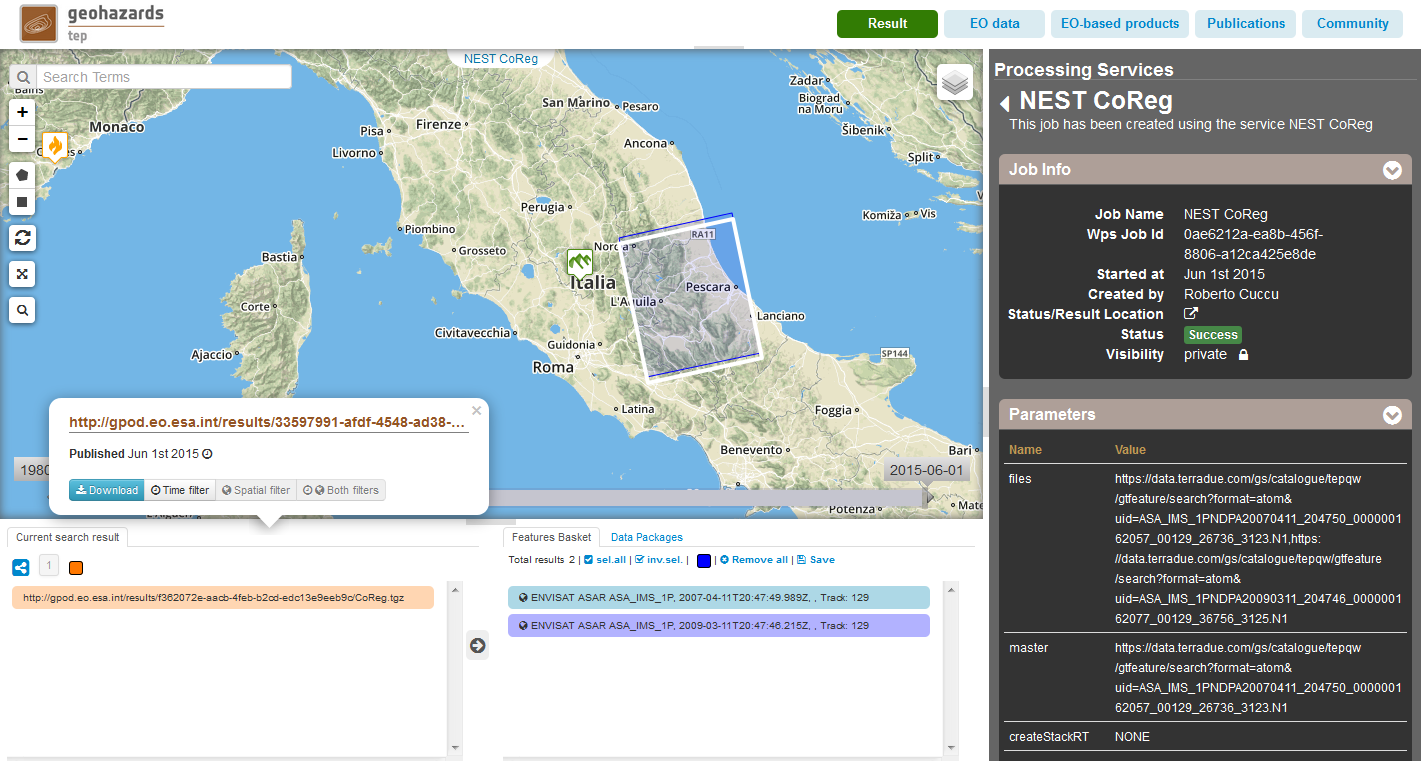 geohazards
tep
Result
EO data
EO-based products
Publications
Community
NEST CoReg
Search Terms
+
−
Monaco
San Marino
Pesaro
Firenze
Pisa
Livorno
Ancona
Zadar
Biograd
na Moru
Šibenik
Split
Komiža
Vis
Perugia
Piombino
Grosseto
Bastia
Norcia
RA11
Italia
L'Aquila
Pescara
Corte
Lanciano
Civitavecchia
Guidonia
Ajaccio
Roma
SP144
Latina
Foggia
Benevento
Bari
Potenza
Mate
1980
2015-06-01
http://gpod.eo.esa.int/results/33597991-afdf-4548-ad38-...
×
Published Jun 1st 2015
Download
Time filter
Spatial filter
Both filters
Current search result
1
http://gpod.eo.esa.int/results/f362072e-aacb-4feb-b2cd-edc13e9eeb9c/CoReg.tgz
Features Basket
Data Packages
Total results 2 | sel.all | inv.sel. | | Remove all | Save
ENVISAT ASAR ASA_IMS_1P, 2007-04-11T20:47:49.989Z, , Track: 129
ENVISAT ASAR ASA_IMS_1P, 2009-03-11T20:47:46.215Z, , Track: 129
Processing Services
NEST CoReg
This job has been created using the service NEST CoReg
Job Info
Job Name NEST CoReg
Wps Job Id 0ae6212a-ea8b-456f-
8806-a12ca425e8de
Started at Jun 1st 2015
Created by Roberto Cuccu
Status/Result Location
Status Success
Visibility private
Parameters
Name Value
files https://data.terradue.com/gs/catalogue/tepqw
/gtfeature/search?format=atom&
uid=ASA_IMS_1PNDPA20070411_204750_0000001
62057_00129_26736_3123.N1,https:
//data.terradue.com/gs/catalogue/tepqw/gtfeature
/search?format=atom&
uid=ASA_IMS_1PNDPA20090311_204746_0000001
62077_00129_36756_3125.N1
master https://data.terradue.com/gs/catalogue/tepqw
/gtfeature/search?format=atom&
uid=ASA_IMS_1PNDPA20070411_204750_0000001
62057_00129_26736_3123.N1
createStackRT NONE